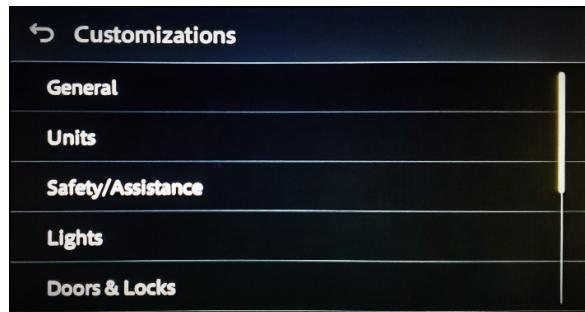 Customizations
General
Units
Safety/Assistance
Lights
Doors & Locks